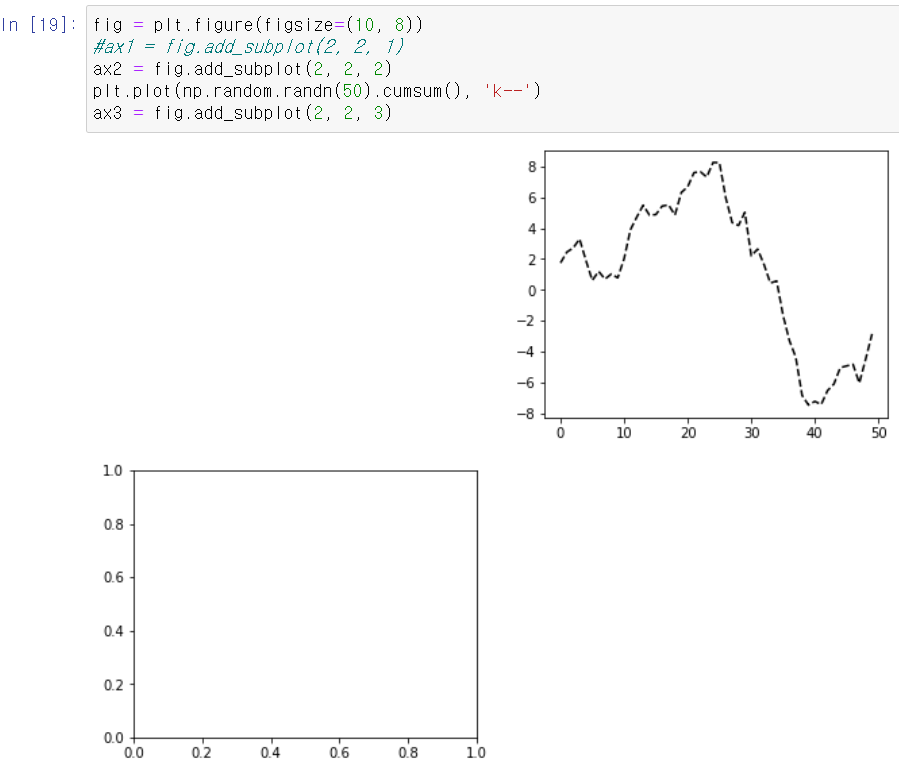 In [19]:
fig = plt.figure(figsize=(10, 8))
#ax1 = fig.add_subplot(2, 2, 1)
ax2 = fig.add_subplot(2, 2, 2)
plt.plot(np.random.randn(50).cumsum(), 'k--')
ax3 = fig.add_subplot(2, 2, 3)
8
6
4
2
0
−2
−4
−6
−8
0 10 20 30 40 50
1.0
0.8
0.6
0.4
0.2
0.0
0.0 0.2 0.4 0.6 0.8 1.0